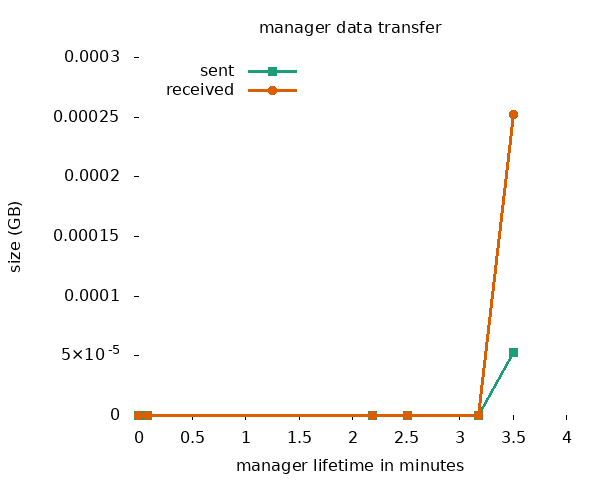 manager data transfer
0.0003
sent
received
0.00025
0.0002
size (GB)
0.00015
0.0001
5×10⁻⁵
0
0 0.5 1 1.5 2 2.5 3 3.5 4
manager lifetime in minutes